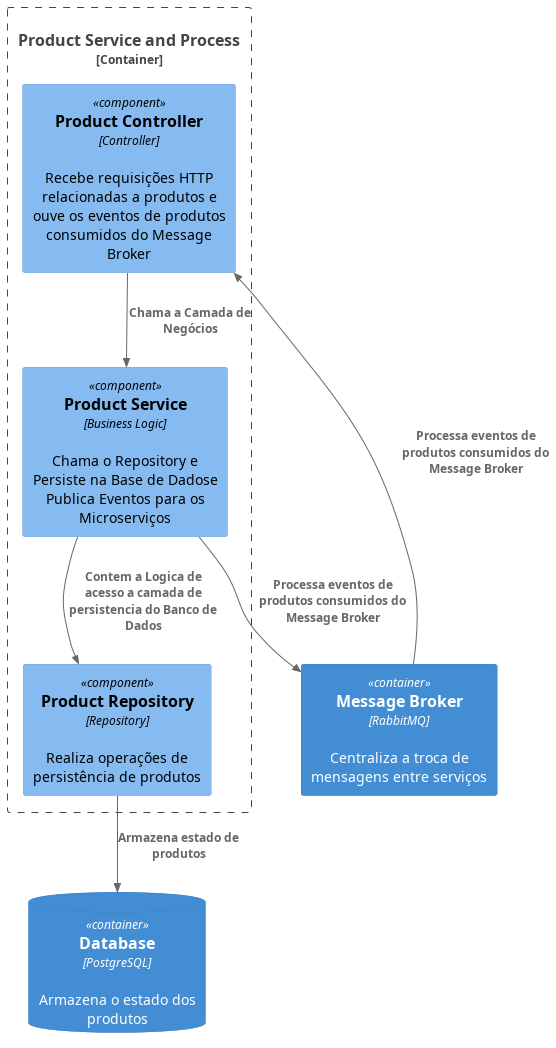 Product Service and Process
[Container]
«component»
Product Controller
[Controller]
Recebe requisições HTTP
relacionadas a produtos e
ouve os eventos de produtos
consumidos do Message
Broker
Chama a Camada de
Negócios
«component»
Product Service
[Business Logic]
Chama o Repository e
Persiste na Base de Dadose
Publica Eventos para os
Microserviços
Processa eventos de
produtos consumidos do
Message Broker
Contem a Logica de
acesso a camada de
persistencia do Banco de
Dados
Processa eventos de
produtos consumidos do
Message Broker
«component»
Product Repository
[Repository]
Realiza operações de
persistência de produtos
«container»
Message Broker
[RabbitMQ]
Centraliza a troca de
mensagens entre serviços
Armazena estado de
produtos
«container»
Database
[PostgreSQL]
Armazena o estado dos
produtos